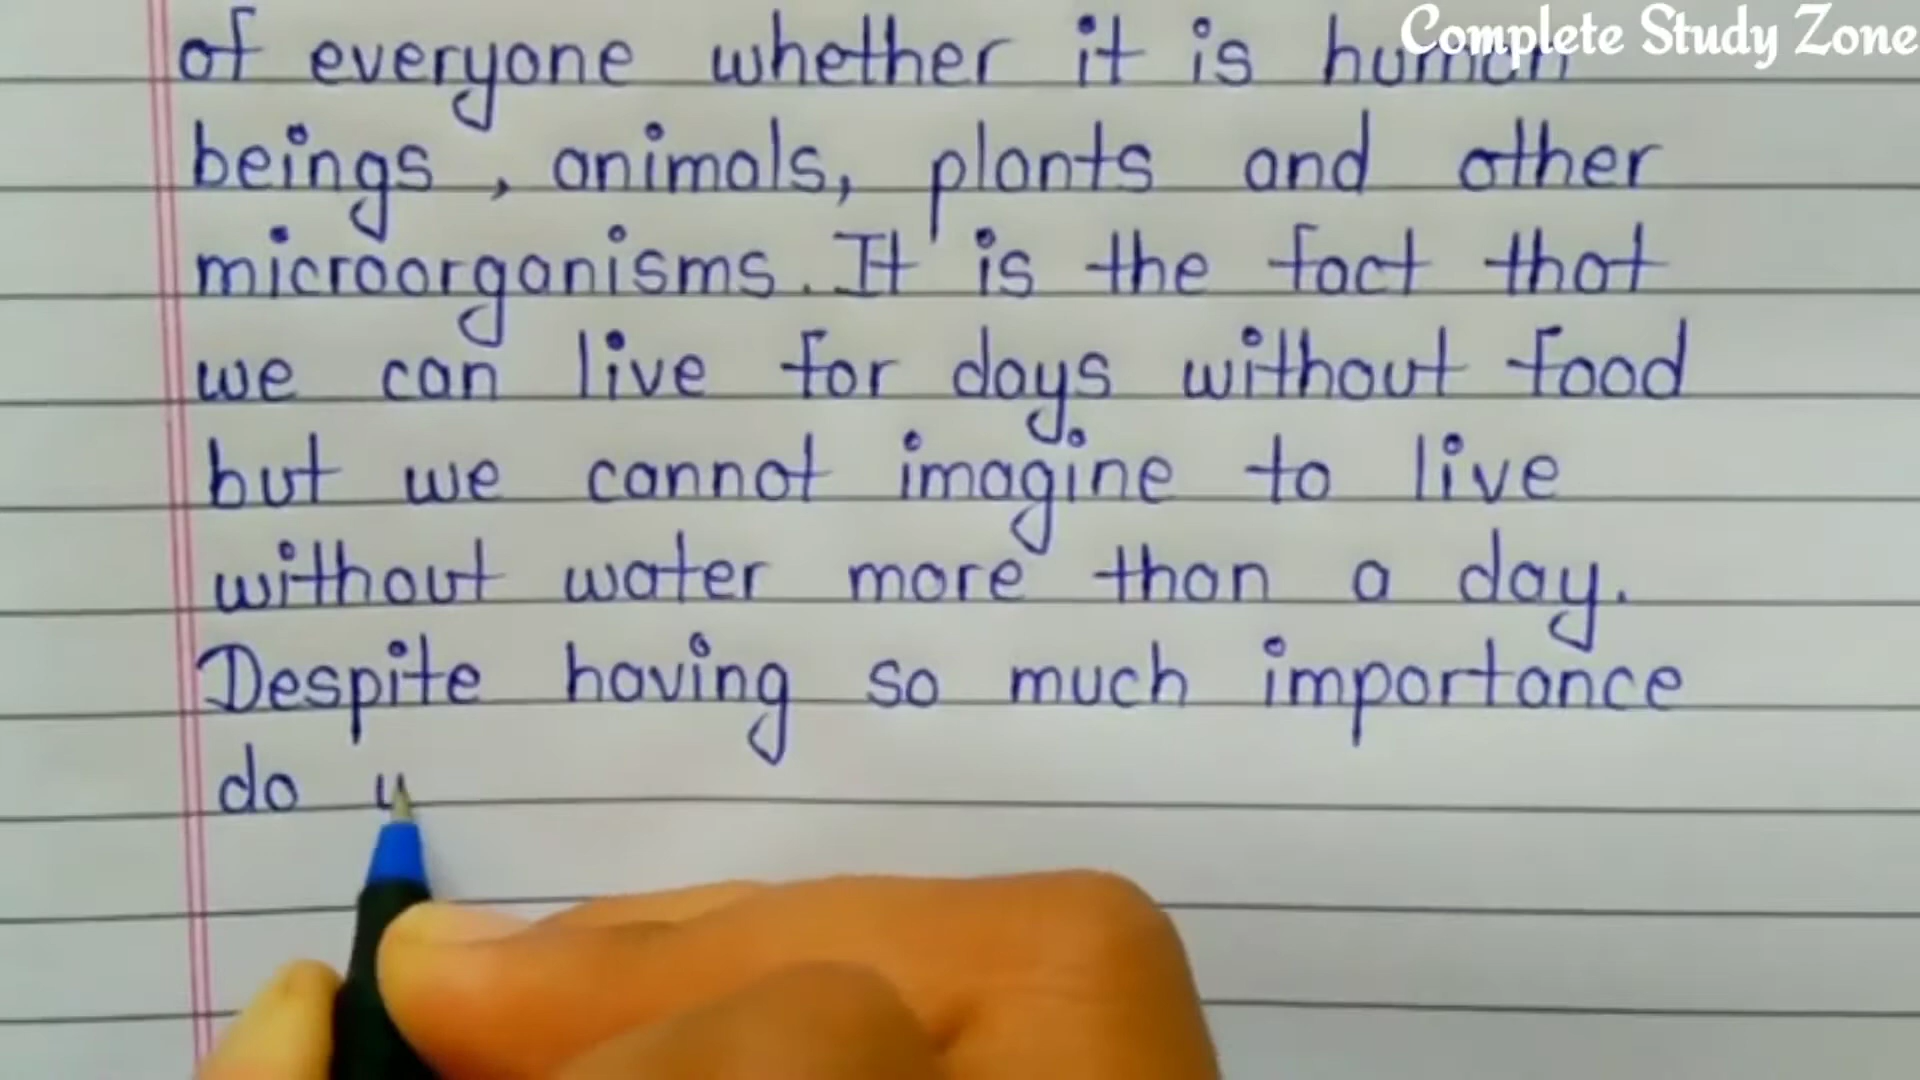 Complete Study Zone
of everyone whether it is human
beings, animals, plants and other
microorganisms. It is the fact that
we can live for days without food
but we cannot imagine to live
without water more than a day.
Despite having so much importance
do